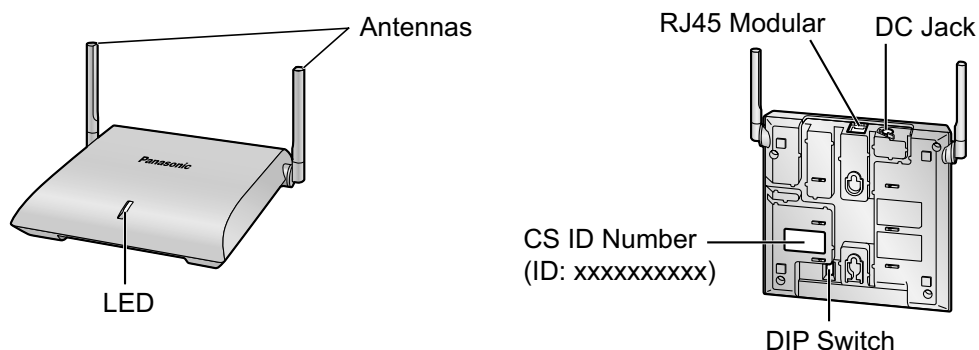 Antennas
Panasonic
LED
RJ45 Modular
DC Jack
CS ID Number
(ID: xxxxxxxxxx)
DIP Switch